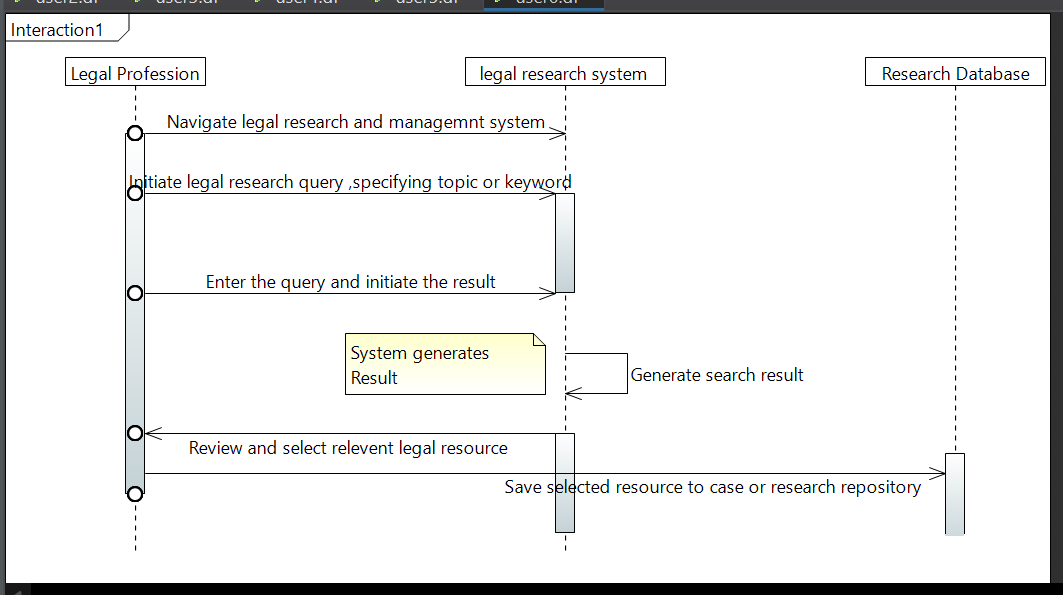 Interaction1
Legal Profession
legal research system
Research Database
Navigate legal research and managemnt system
Initiate legal research query ,specifying topic or keyword
Enter the query and initiate the result
System generates
Result
Generate search result
Review and select relevent legal resource
Save selected resource to case or research repository